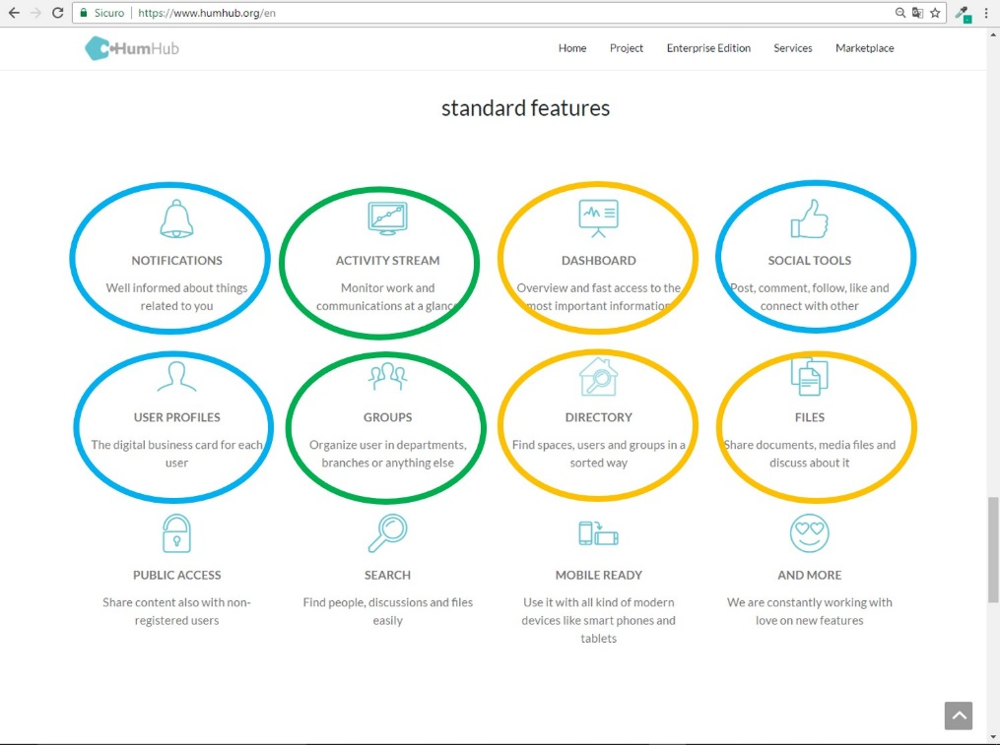 Sicuro
https://www.humhub.org/en
HumHub
Home Project Enterprise Edition Services Marketplace
standard features
NOTIFICATIONS
Well informed about things
related to you
ACTIVITY STREAM
Monitor work and
communications at a glance
DASHBOARD
Overview and fast access to the
most important information
SOCIAL TOOLS
Post, comment, follow, like and
connect with other
USER PROFILES
The digital business card for each
user
GROUPS
Organize user in departments,
branches or anything else
DIRECTORY
Find spaces, users and groups in a
sorted way
FILES
Share documents, media files and
discuss about it
PUBLIC ACCESS
Share content also with non-
registered users
SEARCH
Find people, discussions and files
easily
MOBILE READY
Use it with all kind of modern
devices like smart phones and
tablets
AND MORE
We are constantly working with
love on new features